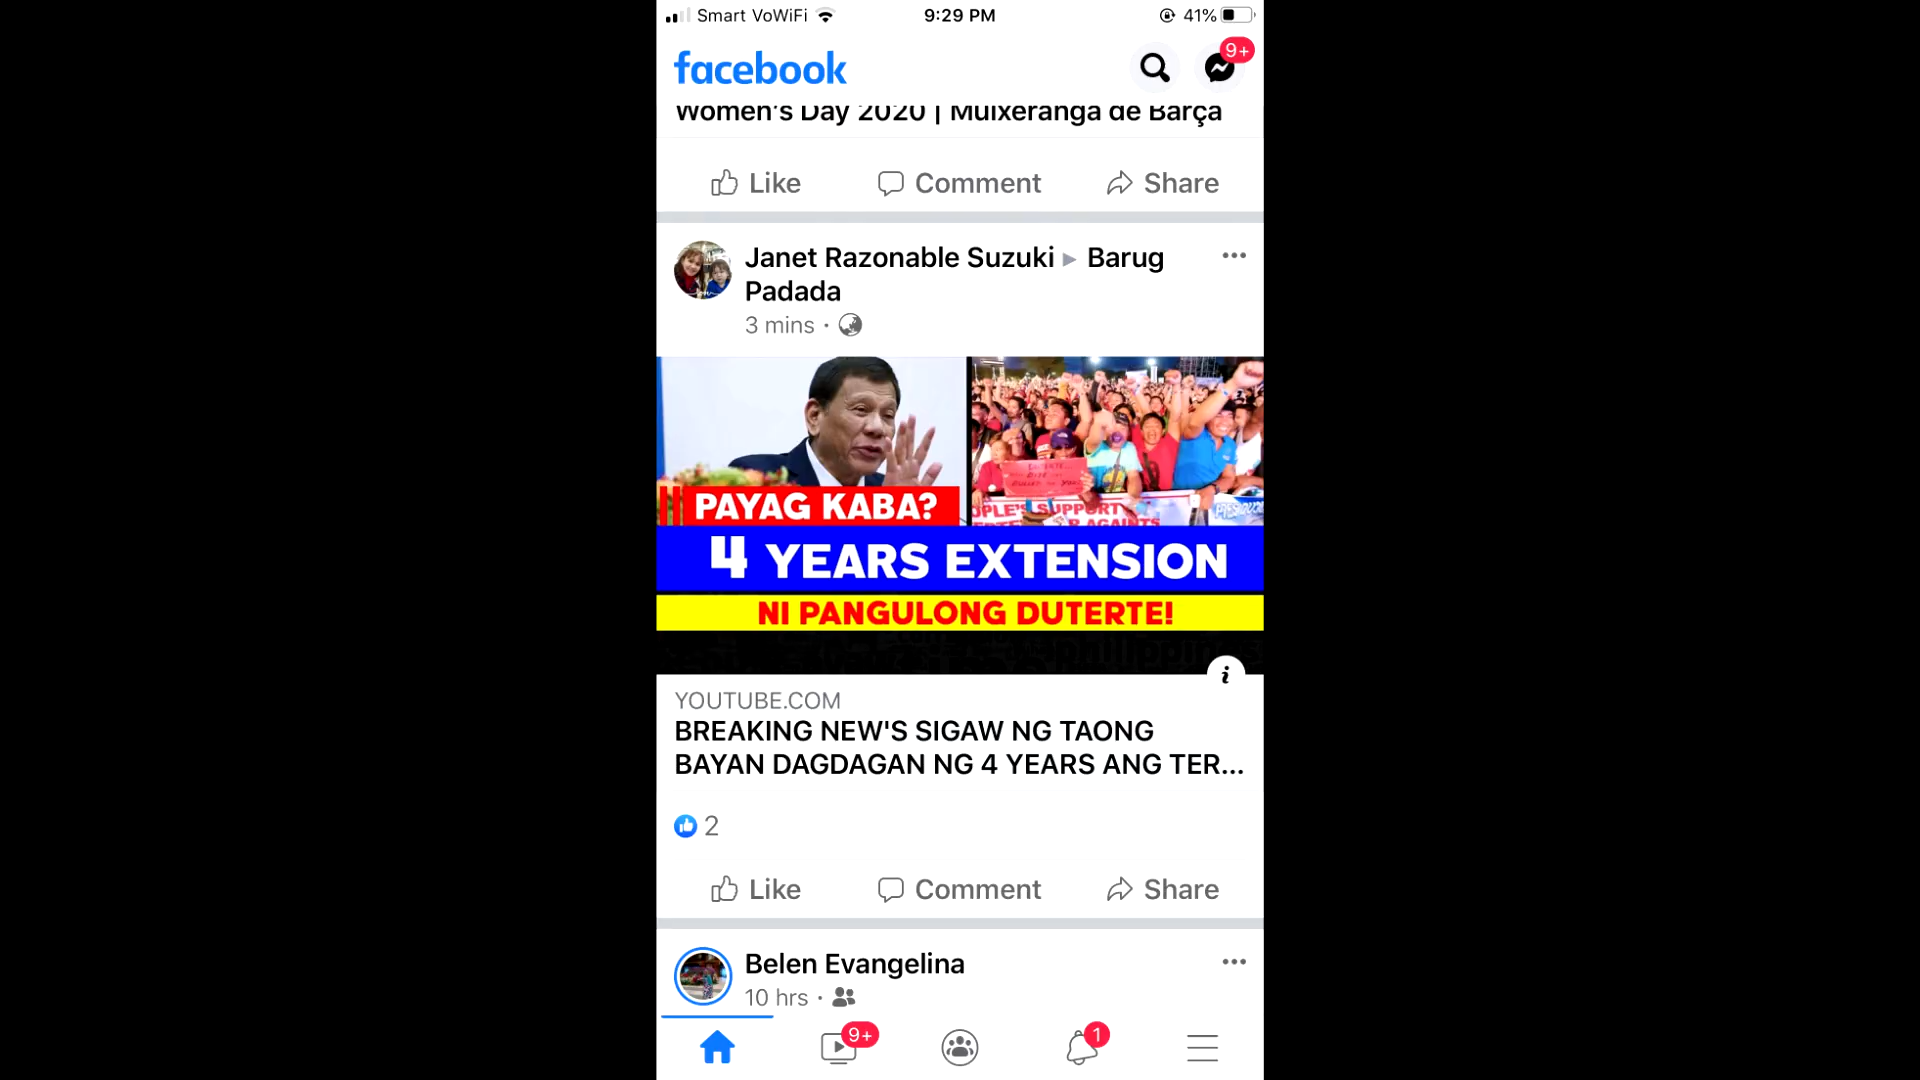 Smart VoWiFi 9:29 PM 41%
facebook 9+
Women's Day 2020 | Muixeranga de Barça
Like Comment Share
Janet Razonable Suzuki ▸ Barug
Padada
3 mins ·
PAYAG KABA?
4 YEARS EXTENSION
NI PANGULONG DUTERTE!
YOUTUBE.COM
BREAKING NEW'S SIGAW NG TAONG
BAYAN DAGDAGAN NG 4 YEARS ANG TER...
2
Like Comment Share
Belen Evangelina
10 hrs ·
9+ 1